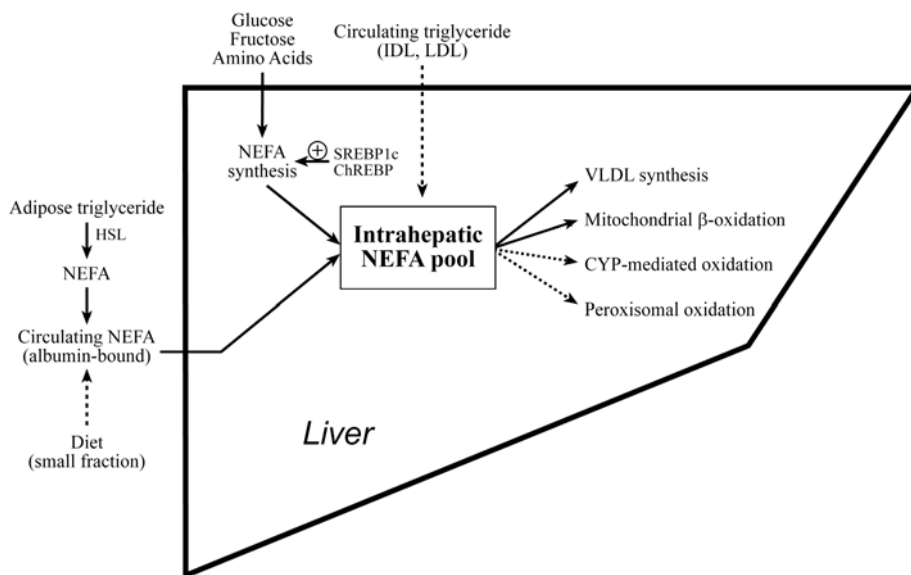 Glucose
Fructose
Amino Acids
Circulating triglyceride
(IDL, LDL)
NEFA
synthesis
+
SREBP1c
ChREBP
VLDL synthesis
Mitochondrial β-oxidation
CYP-mediated oxidation
Peroxisomal oxidation
Intrahepatic
NEFA pool
Adipose triglyceride
HSL
NEFA
Circulating NEFA
(albumin-bound)
Diet
(small fraction)
Liver